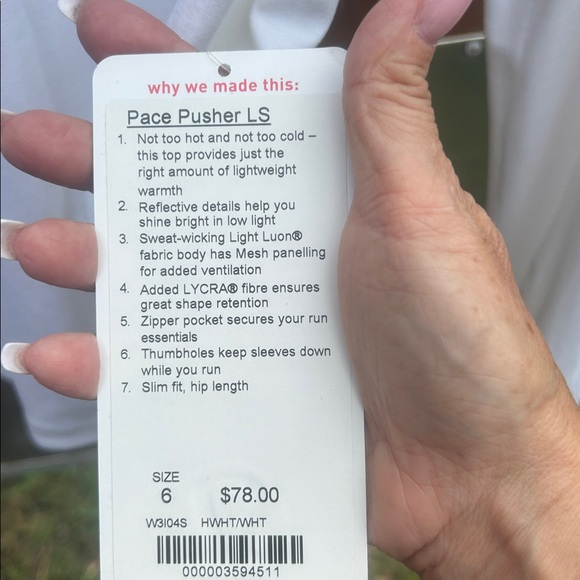 why we made this:
Pace Pusher LS
1. Not too hot and not too cold –
this top provides just the
right amount of lightweight
warmth
2. Reflective details help you
shine bright in low light
3. Sweat-wicking Light Luon®
fabric body has Mesh panelling
for added ventilation
4. Added LYCRA® fibre ensures
great shape retention
5. Zipper pocket secures your run
essentials
6. Thumbholes keep sleeves down
while you run
7. Slim fit, hip length
SIZE
6 $78.00
W3I04S HWHT/WHT
000003594511